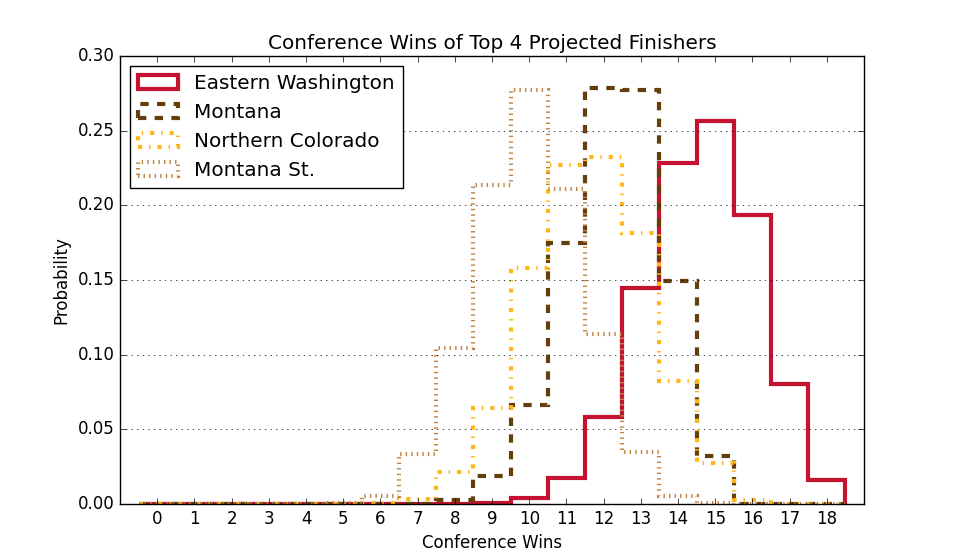 Conference Wins of Top 4 Projected Finishers
0.30
0.25
0.20
0.15
0.10
0.05
0.00
Probability
Eastern Washington
Montana
Northern Colorado
Montana St.
0 1 2 3 4 5 6 7 8 9 10 11 12 13 14 15 16 17 18
Conference Wins